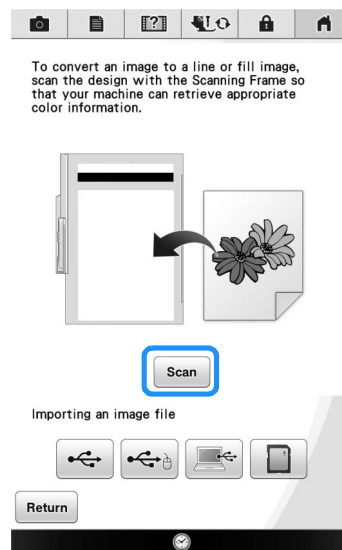 To convert an image to a line or fill image,
scan the design with the Scanning Frame so
that your machine can retrieve appropriate
color information.
Scan
Importing an image file
Return